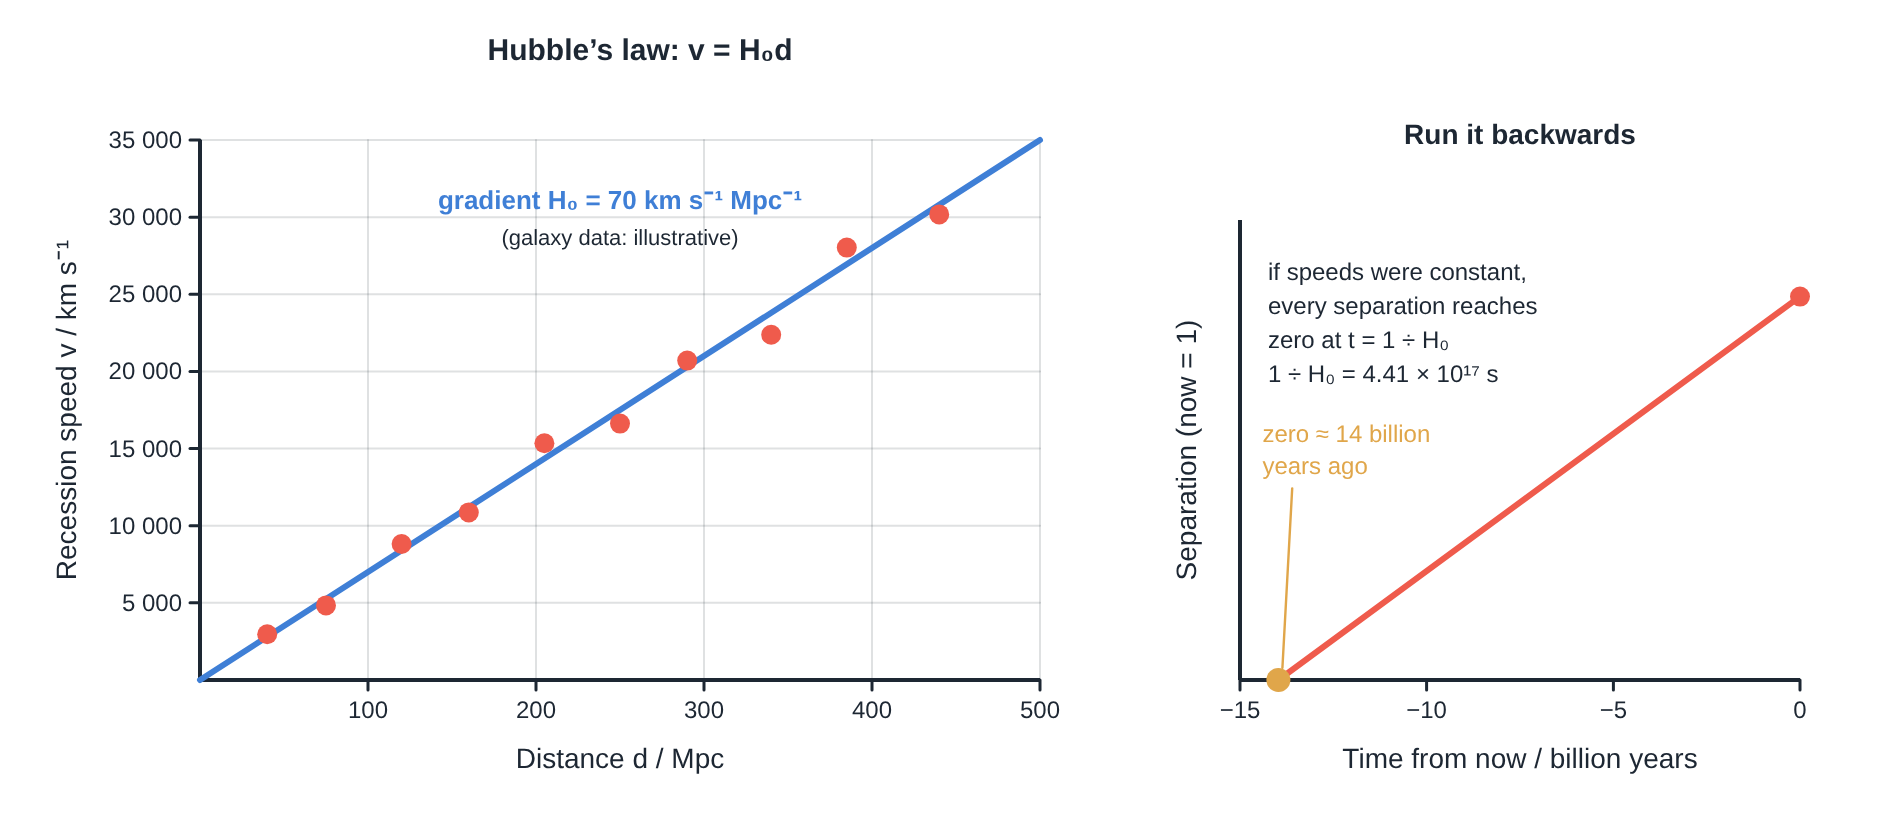 Hubble’s law: v = H₀d
35 000
30 000
25 000
20 000
15 000
10 000
5 000
Recession speed v / km s⁻¹
gradient H₀ = 70 km s⁻¹ Mpc⁻¹
(galaxy data: illustrative)
100
200
300
400
500
Distance d / Mpc
Run it backwards
Separation (now = 1)
if speeds were constant,
every separation reaches
zero at t = 1 ÷ H₀
1 ÷ H₀ = 4.41 × 10¹⁷ s
zero ≈ 14 billion
years ago
−15
−10
−5
0
Time from now / billion years